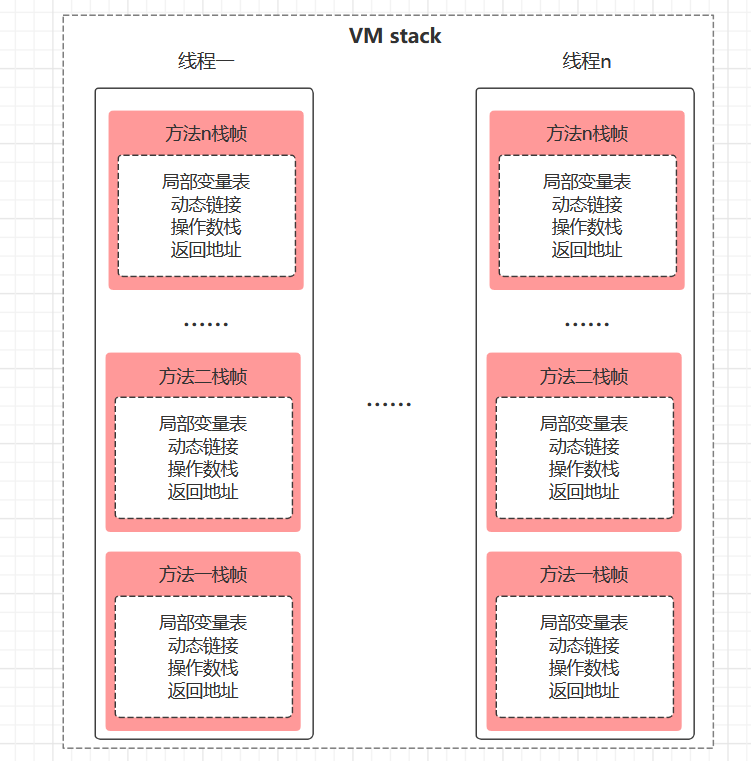 VM stack
线程一
线程n
方法n栈帧
局部变量表
动态链接
操作数栈
返回地址
……
方法二栈帧
局部变量表
动态链接
操作数栈
返回地址
方法一栈帧
局部变量表
动态链接
操作数栈
返回地址
……
方法n栈帧
局部变量表
动态链接
操作数栈
返回地址
……
方法二栈帧
局部变量表
动态链接
操作数栈
返回地址
方法一栈帧
局部变量表
动态链接
操作数栈
返回地址